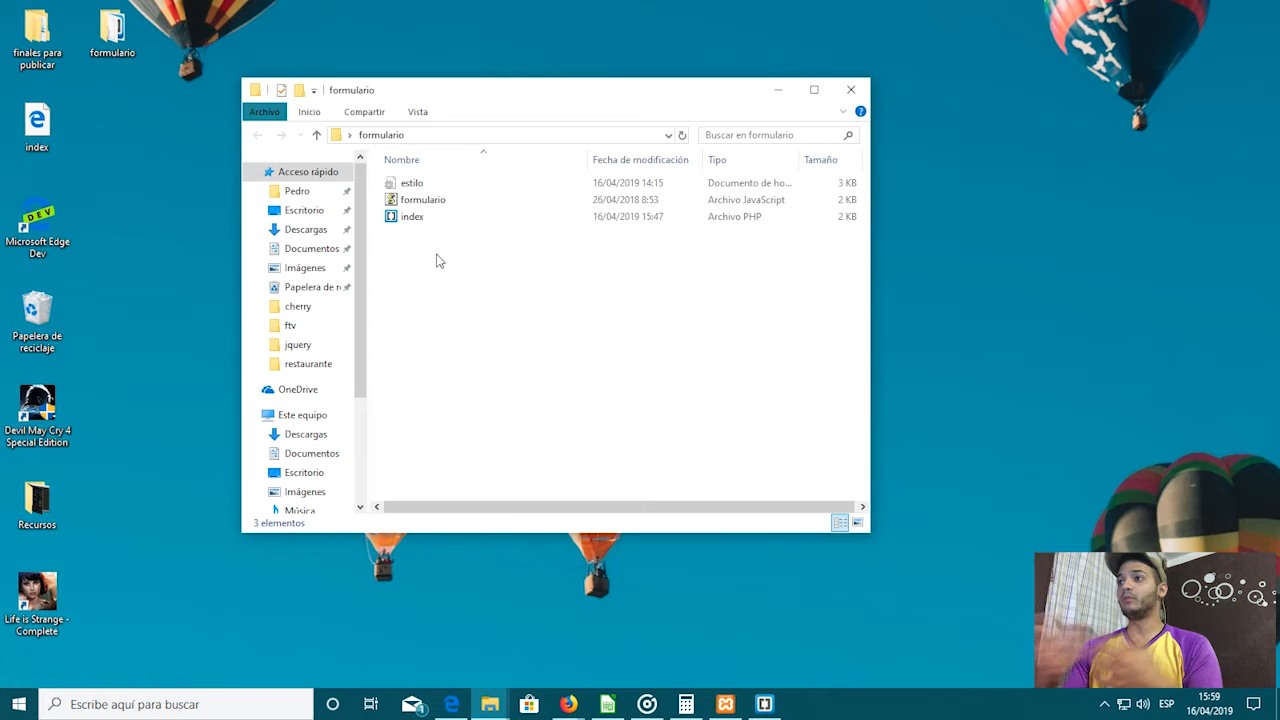 finales para
publicar
formulario
index
Microsoft Edge
Dev
DEV
Papelera de
reciclaje
Devil May Cry 4
Special Edition
Recursos
Life is Strange -
Complete
formulario
Archivo Inicio Compartir Vista
formulario
Buscar en formulario
Acceso rápido
Pedro
Escritorio
Descargas
Documentos
Imágenes
Papelera de re
cherry
ftv
jquery
restaurante
OneDrive
Este equipo
Descargas
Documentos
Escritorio
Imágenes
Música
Nombre Fecha de modificación Tipo Tamaño
estilo 16/04/2019 14:15 Documento de ho... 3 KB
formulario 26/04/2018 8:53 Archivo JavaScript 2 KB
index 16/04/2019 15:47 Archivo PHP 2 KB
3 elementos
Escribe aquí para buscar
1
ESP
15:59
16/04/2019